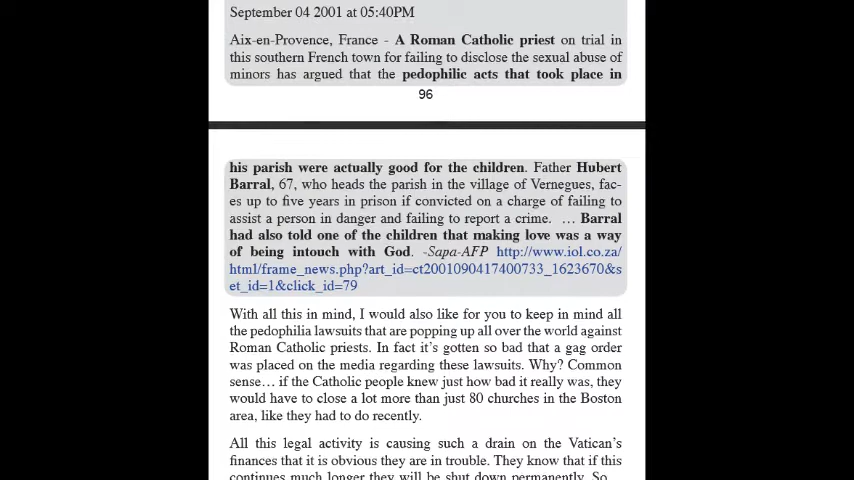 September 04 2001 at 05:40PM
Aix-en-Provence, France - A Roman Catholic priest on trial in
this southern French town for failing to disclose the sexual abuse of
minors has argued that the pedophilic acts that took place in
96
his parish were actually good for the children. Father Hubert
Barral, 67, who heads the parish in the village of Vernegues, fac-
es up to five years in prison if convicted on a charge of failing to
assist a person in danger and failing to report a crime. … Barral
had also told one of the children that making love was a way
of being intouch with God. -Sapa-AFP http://www.iol.co.za/
html/frame_news.php?art_id=ct2001090417400733_1623670&s
et_id=1&click_id=79
With all this in mind, I would also like for you to keep in mind all
the pedophilia lawsuits that are popping up all over the world against
Roman Catholic priests. In fact it’s gotten so bad that a gag order
was placed on the media regarding these lawsuits. Why? Common
sense… if the Catholic people knew just how bad it really was, they
would have to close a lot more than just 80 churches in the Boston
area, like they had to do recently.
All this legal activity is causing such a drain on the Vatican’s
finances that it is obvious they are in trouble. They know that if this
continues much longer they will be shut down permanently. So